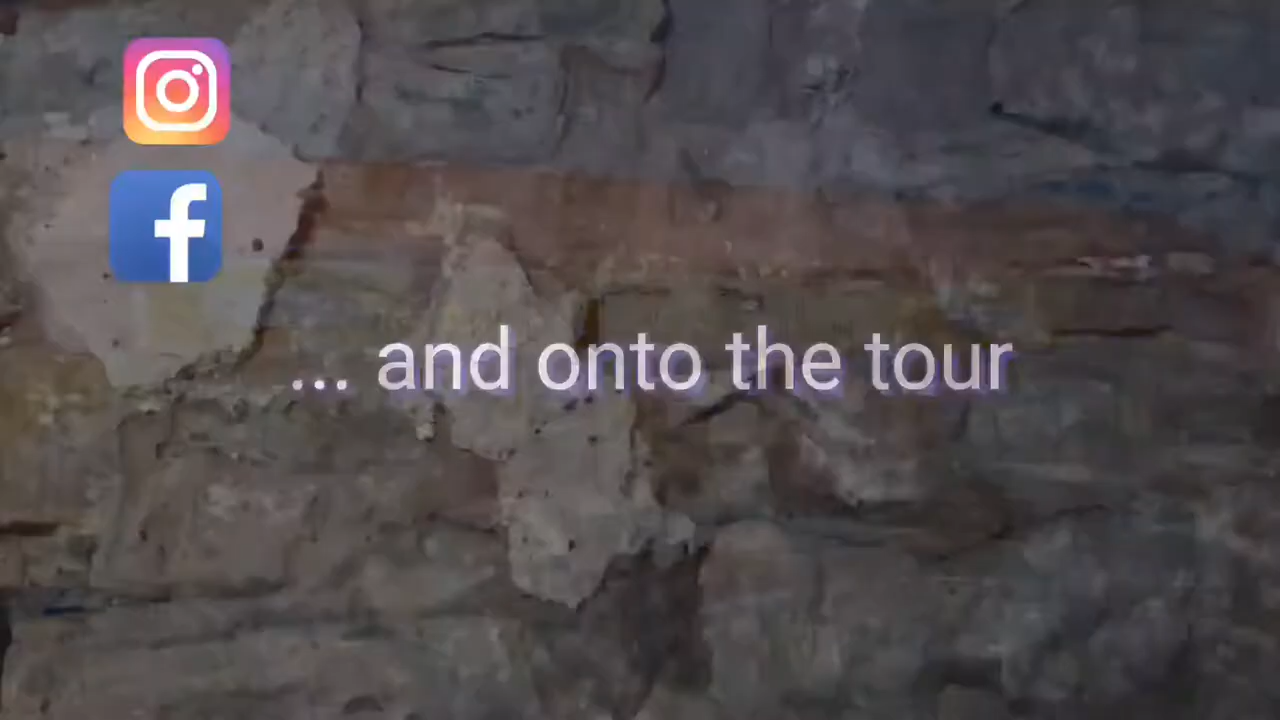 ... and onto the tour